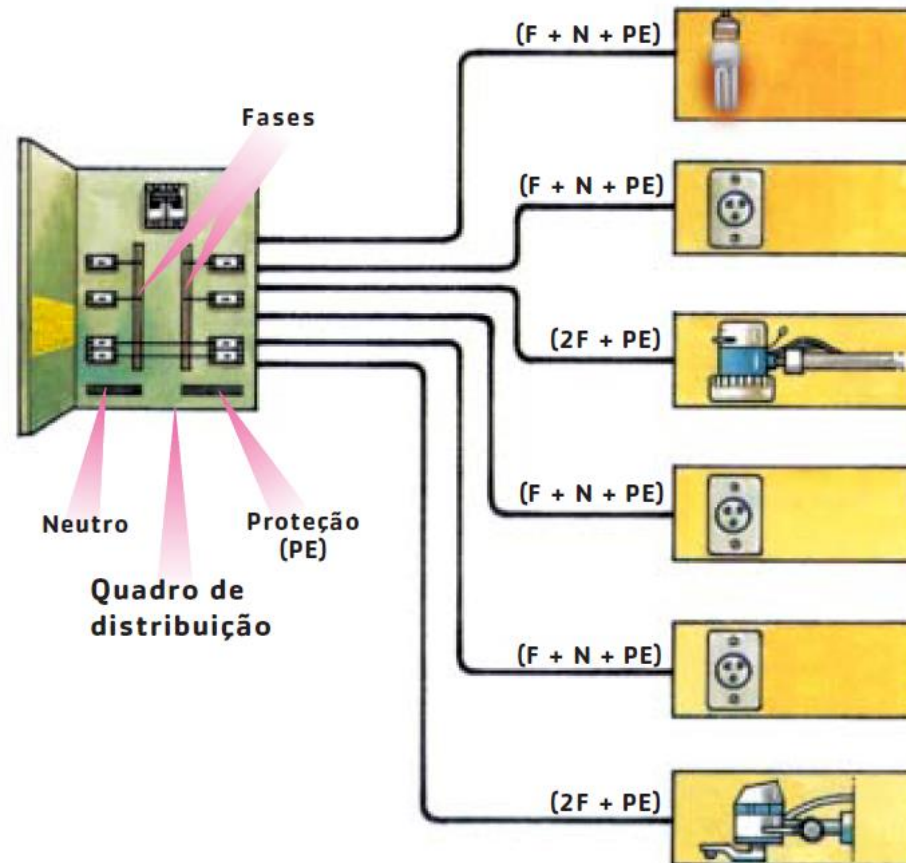 (F + N + PE)
Fases
(F + N + PE)
(2F + PE)
(F + N + PE)
Neutro
Proteção
(PE)
Quadro de
distribuição
(F + N + PE)
(2F + PE)